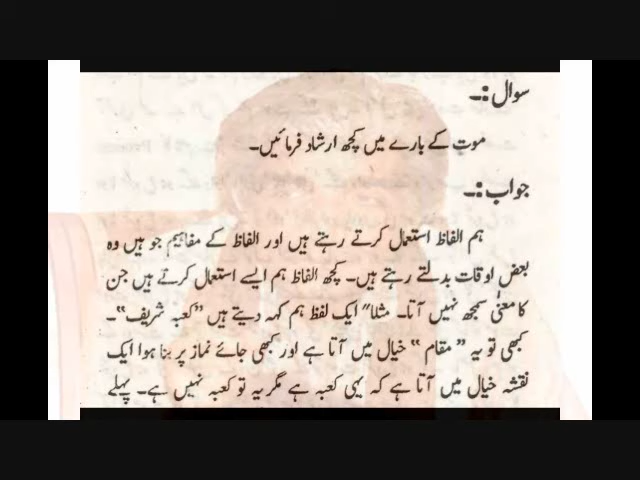 سوال :۔
موت کے بارے میں کچھ ارشاد فرمائیں۔
جواب :۔
ہم الفاظ استعمال کرتے رہتے ہیں اور الفاظ کے مفاہیم جو ہیں وہ
بعض اوقات بدلتے رہتے ہیں۔ کچھ الفاظ ہم ایسے استعمال کرتے ہیں جن
کا معنیٰ سمجھ نہیں آتا۔ مثلا" ایک لفظ ہم کہہ دیتے ہیں "کعبہ شریف"۔
کبھی تو یہ "مقام" خیال میں آتا ہے اور کبھی جائے نماز پر بنا ہوا ایک
نقشہ خیال میں آتا ہے کہ یہی کعبہ ہے مگر یہ تو کعبہ نہیں ہے۔ پہلے